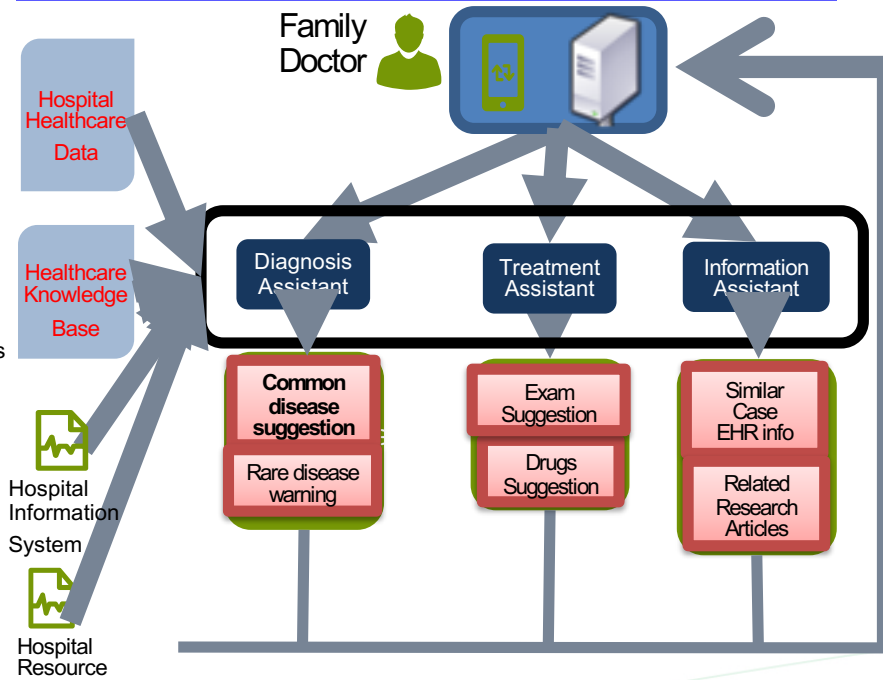 Family
Doctor
Hospital
Healthcare
Data
Healthcare
Knowledge
Base
s
Diagnosis
Assistant
Treatment
Assistant
Information
Assistant
Common
disease
suggestion
Rare disease
warning
Exam
Suggestion
Drugs
Suggestion
Similar
Case
EHR info
Related
Research
Articles
Hospital
Information
System
Hospital
Resource